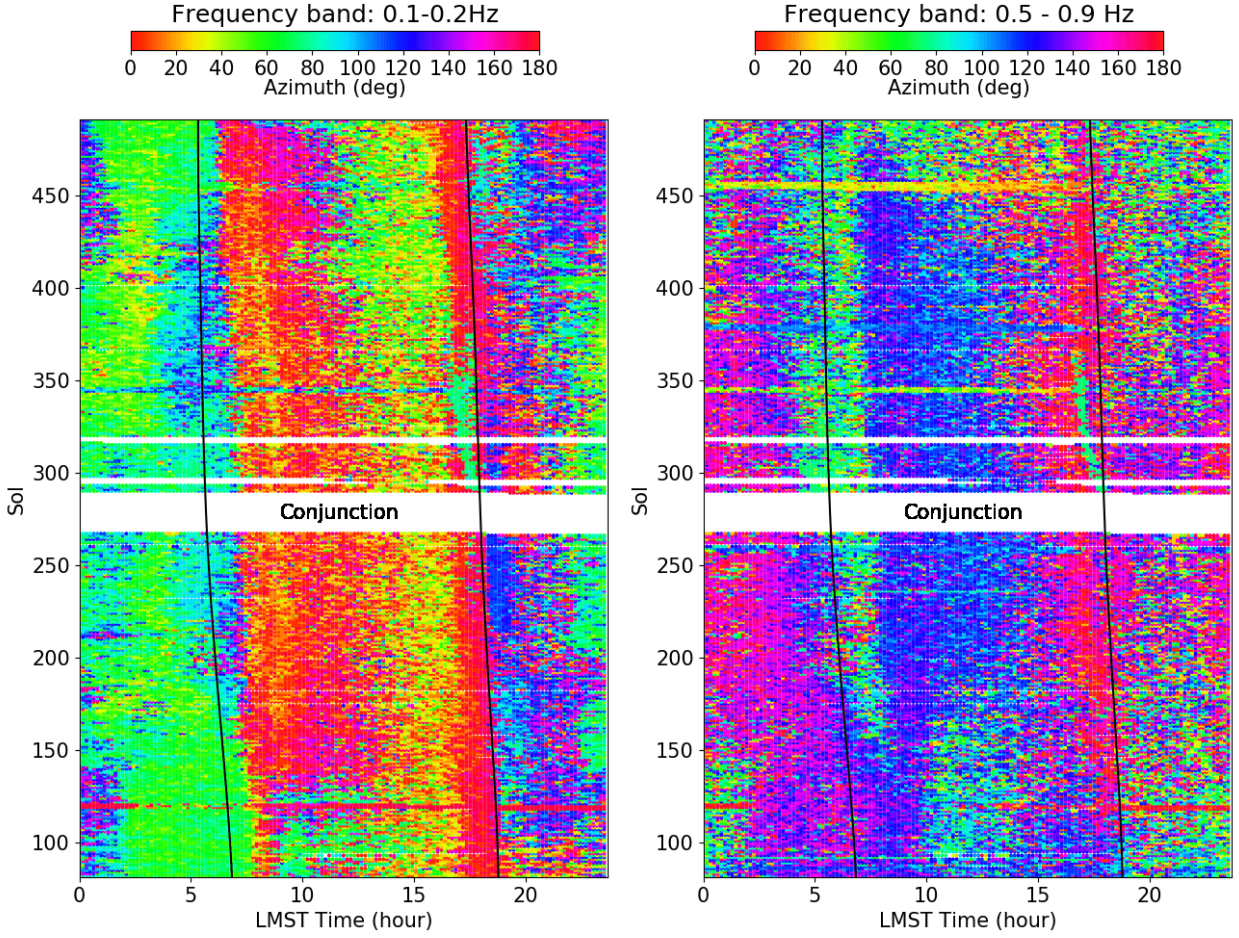 Frequency band: 0.1-0.2Hz
0 20 40 60 80 100 120 140 160 180
Azimuth (deg)
Sol
450
400
350
300
250
200
150
100
Conjunction
0 5 10 15 20
LMST Time (hour)
Frequency band: 0.5 - 0.9 Hz
0 20 40 60 80 100 120 140 160 180
Azimuth (deg)
Sol
450
400
350
300
250
200
150
100
Conjunction
0 5 10 15 20
LMST Time (hour)